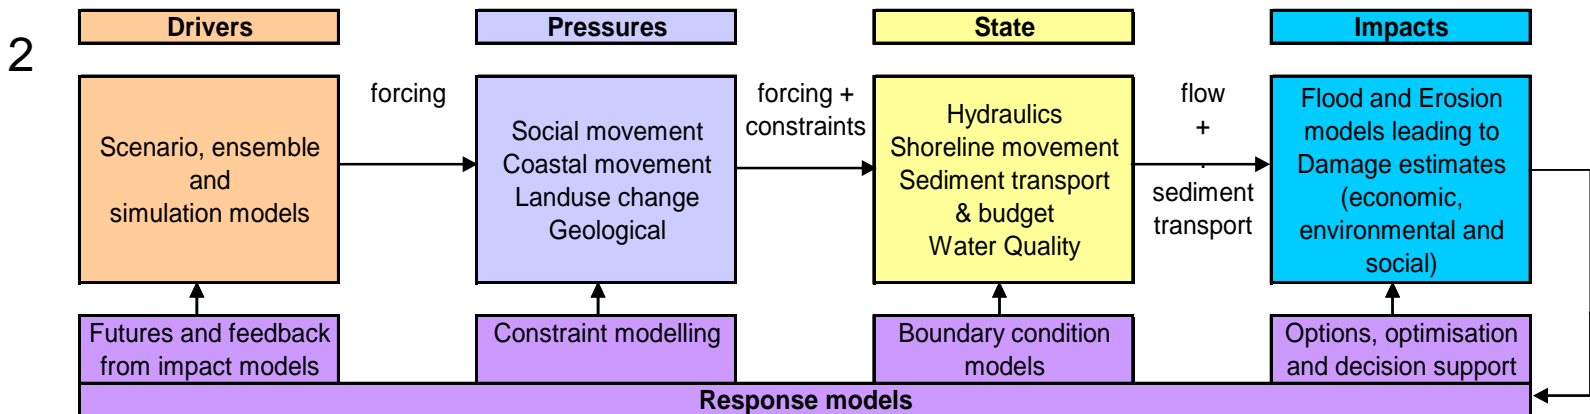 2
Drivers
Pressures
State
Impacts
Scenario, ensemble
and
simulation models
forcing
Social movement
Coastal movement
Landuse change
Geological
forcing +
constraints
Hydraulics
Shoreline movement
Sediment transport
& budget
Water Quality
flow
+
.
sediment
transport
Flood and Erosion
models leading to
Damage estimates
(economic,
environmental and
social)
Futures and feedback
from impact models
Constraint modelling
Boundary condition
models
Options, optimisation
and decision support
Response models